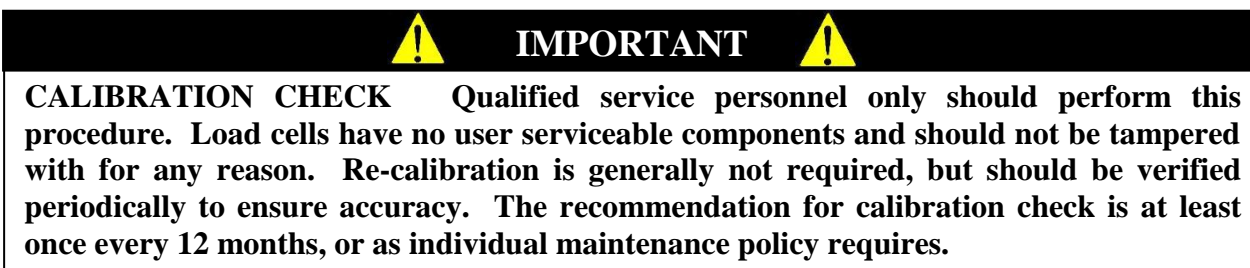 IMPORTANT
CALIBRATION CHECK Qualified service personnel only should perform this
procedure. Load cells have no user serviceable components and should not be tampered
with for any reason. Re-calibration is generally not required, but should be verified
periodically to ensure accuracy. The recommendation for calibration check is at least
once every 12 months, or as individual maintenance policy requires.